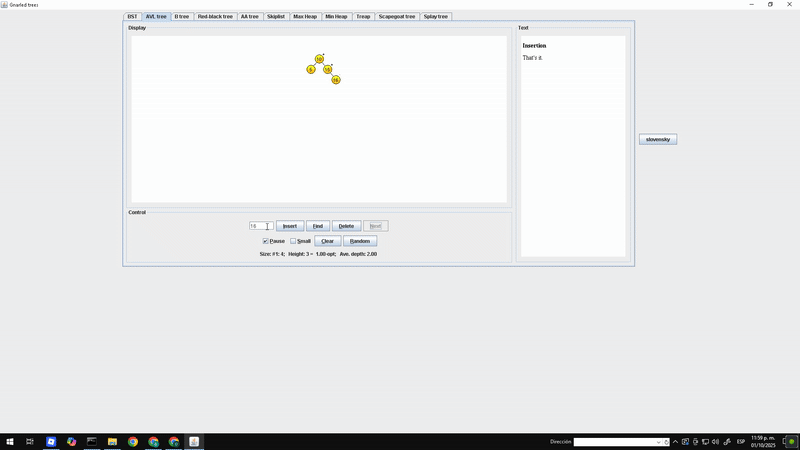 Gnarled trees
BST AVL tree B tree Red-black tree AA tree Skiplist Max Heap Min Heap Treap Scapegoat tree Splay tree
Display
Text
Insertion
That's it.
10
5 15
slovensky
Control
Insert Find Delete Next
Pause Small Clear Random
Size: #1: 4; Height: 3 = 1.00·opt; Ave. depth: 2.00
Dirección
ESP
11:59 p. m.
01/10/2025